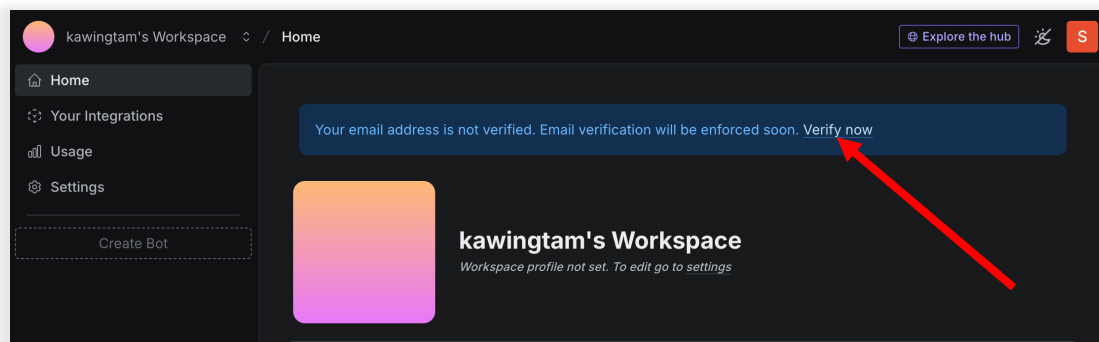 kawingtam's Workspace / Home
Explore the hub
S
Home
Your Integrations
Usage
Settings
Create Bot
Your email address is not verified. Email verification will be enforced soon. Verify now
kawingtam's Workspace
Workspace profile not set. To edit go to settings